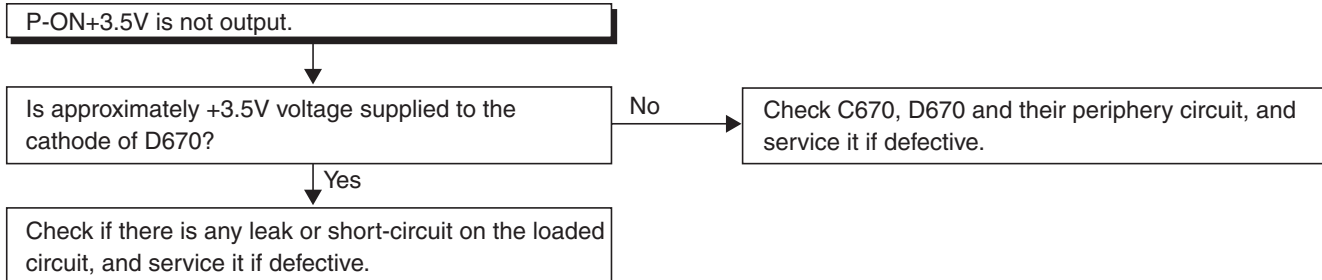 P-ON+3.5V is not output.
Is approximately +3.5V voltage supplied to the
cathode of D670?
No
Check C670, D670 and their periphery circuit, and
service it if defective.
Yes
Check if there is any leak or short-circuit on the loaded
circuit, and service it if defective.